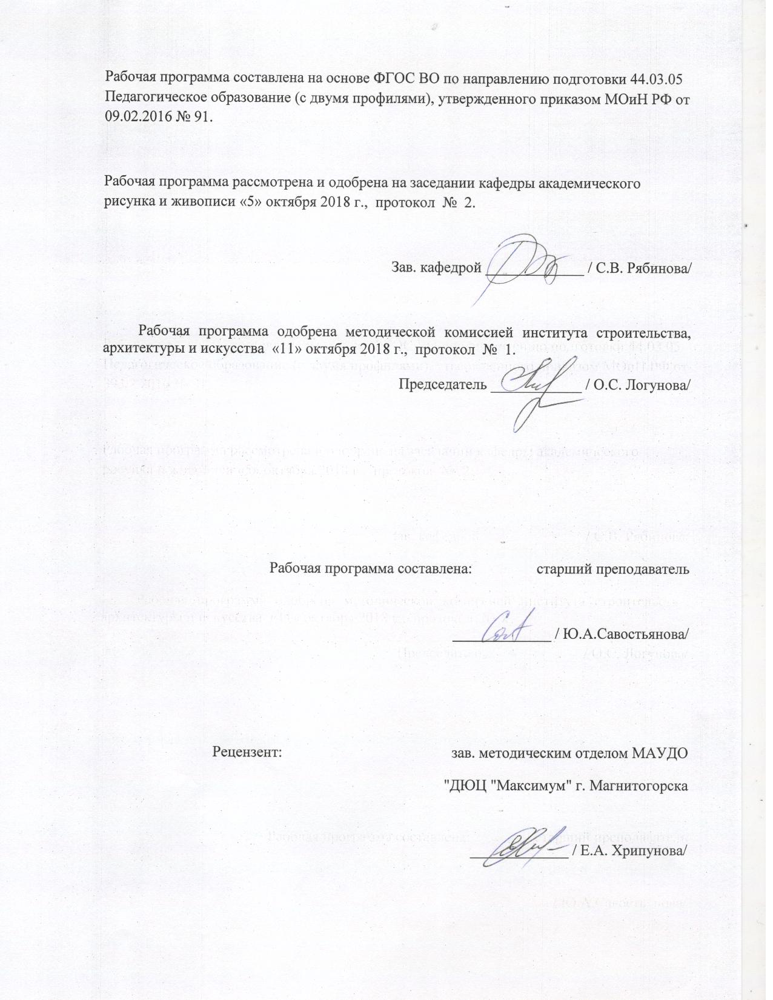 Рабочая программа составлена на основе ФГОС ВО по направлению подготовки 44.03.05
Педагогическое образование (с двумя профилями), утвержденного приказом МОиН РФ от
09.02.2016 № 91.
Рабочая программа рассмотрена и одобрена на заседании кафедры академического
рисунка и живописи «5» октября 2018 г., протокол № 2.
Зав. кафедрой _____________ / С.В. Рябинова/
Рабочая программа одобрена методической комиссией института строительства,
архитектуры и искусства «11» октября 2018 г., протокол № 1.
Председатель ____________ / О.С. Логунова/
Рабочая программа составлена: старший преподаватель
_____________ / Ю.А.Савостьянова/
Рецензент: зав. методическим отделом МАУДО
"ДЮЦ "Максимум" г. Магнитогорска
_____________ / Е.А. Хрипунова/